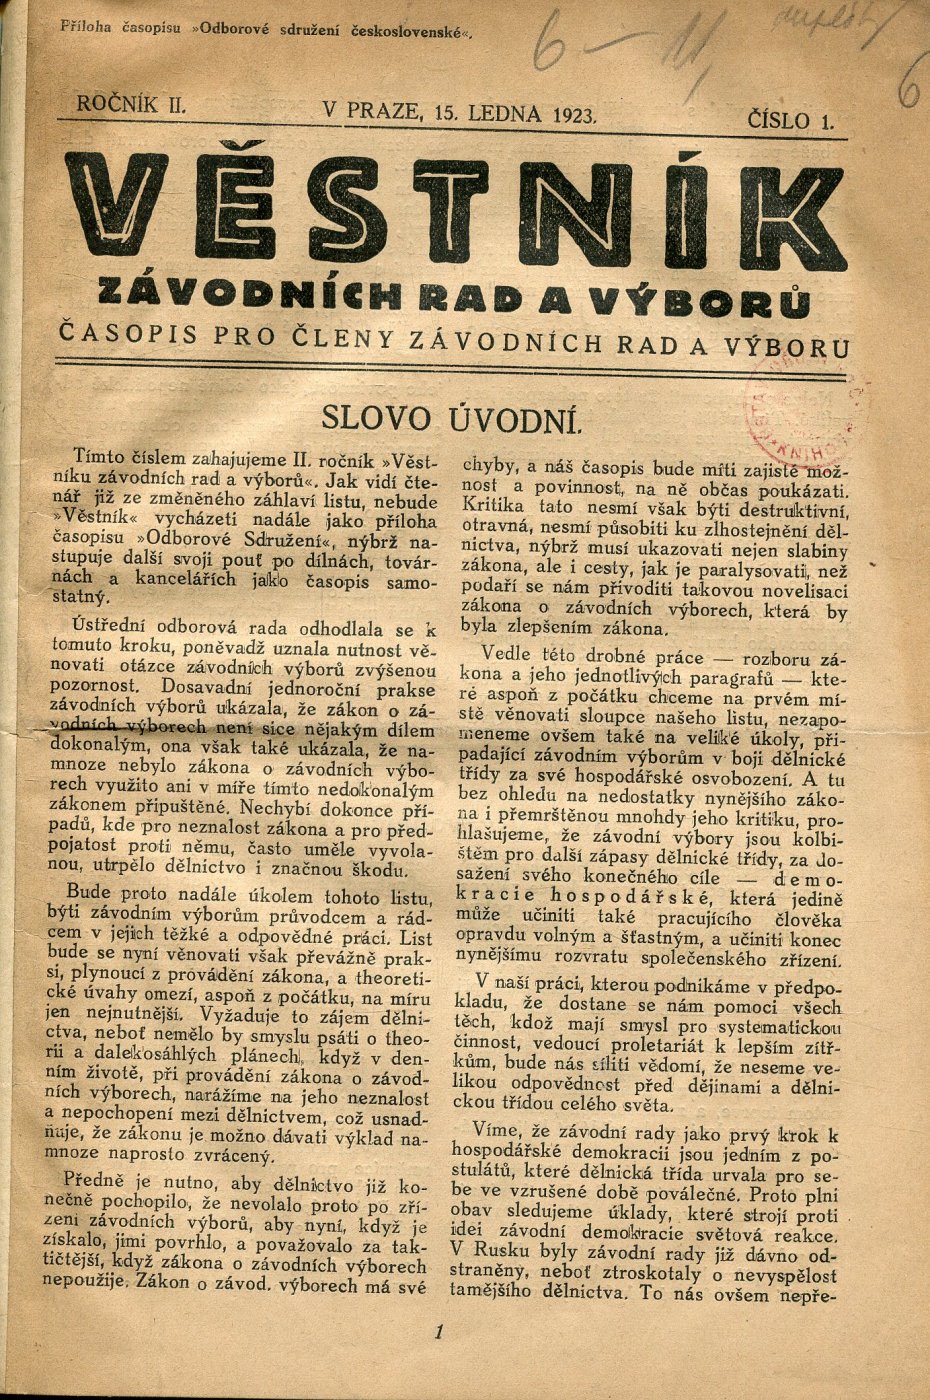 Příloha časopisu »Odborové sdružení československé«.
6 — 11,
6
ROČNÍK II.
V PRAZE, 15. LEDNA 1923.
ČÍSLO 1.
VĚSTNÍK
ZÁVODNÍCH RAD A VÝBORŮ
ČASOPIS PRO ČLENY ZÁVODNÍCH RAD A VÝBORU
SLOVO ÚVODNÍ.
Tímto číslem zahajujeme II. ročník »Věst-
níku závodních rad a výborů«. Jak vidí čte-
nář již ze změněného záhlaví listu, nebude
»Věstník« vycházeti nadále jako příloha
časopisu »Odborové Sdružení«, nýbrž na-
stupuje další svoji pouť po dílnách, továr-
nách a kancelářích jako časopis samo-
statný.
Ústřední odborová rada odhodlala se k
tomuto kroku, poněvadž uznala nutnost vě-
novati otázce závodních výborů zvýšenou
pozornost. Dosavadní jednoroční prakse
závodních výborů ukázala, že zákon o zá-
vodních výborech není sice nějakým dílem
dokonalým, ona však také ukázala, že na-
mnoze nebylo zákona o závodních výbo-
rech využito ani v míře tímto nedokonalým
zákonem připuštěné. Nechybí dokonce pří-
padů, kde pro neznalost zákona a pro před-
pojatost proti němu, často uměle vyvola-
nou, utrpělo dělnictvo i značnou škodu.
Bude proto nadále úkolem tohoto listu,
býti závodním výborům průvodcem a rád-
cem v jejich těžké a odpovědné práci. List
bude se nyní věnovati však převážně prak-
si, plynoucí z provádění zákona, a theoreti-
cké úvahy omezí, aspoň z počátku, na míru
jen nejnutnější. Vyžaduje to zájem dělni-
ctva, neboť nemělo by smyslu psáti o theo-
rii a dalekosáhlých plánech, když v den-
ním životě, při provádění zákona o závod-
ních výborech, narážíme na jeho neznalost
a nepochopení mezi dělnictvem, což usnad-
ňuje, že zákonu je možno dávati výklad na-
mnoze naprosto zvrácený.
Předně je nutno, aby dělnictvo již ko-
nečně pochopilo, že nevolalo proto po zří-
zení závodních výborů, aby nyní, když je
získalo, jimi povrhlo, a považovalo za tak-
tičtější, když zákona o závodních výborech
nepoužije. Zákon o závod. výborech má své
chyby, a náš časopis bude míti zajisté mož-
nost a povinnost, na ně občas poukázati.
Kritika tato nesmí však býti destruktivní,
otravná, nesmí působiti ku zlhostejnění děl-
nictva, nýbrž musí ukazovati nejen slabiny
zákona, ale i cesty, jak je paralysovati, než
podaří se nám přivoditi takovou novelisaci
zákona o závodních výborech, která by
byla zlepšením zákona.
Vedle této drobné práce — rozboru zá-
kona a jeho jednotlivých paragrafů — kte-
ré aspoň z počátku chceme na prvém mí-
stě věnovati sloupce našeho listu, nezapo-
meneme ovšem také na veliké úkoly, při-
padající závodním výborům v boji dělnické
třídy za své hospodářské osvobození. A tu
bez ohledu na nedostatky nynějšího záko-
na i přemrštěnou mnohdy jeho kritiku, pro-
hlašujeme, že závodní výbory jsou kolbi-
štěm pro další zápasy dělnické třídy, za do-
sažení svého konečného cíle — demo-
kracie hospodářské, která jedině
může učiniti také pracujícího člověka
opravdu volným a šťastným, a učiniti konec
nynějšímu rozvratu společenského zřízení.
V naší práci, kterou podnikáme v předpo-
kladu, že dostane se nám pomoci všech
těch, kdož mají smysl pro systematickou
činnost, vedoucí proletariát k lepším zítř-
kům, bude nás síliti vědomí, že neseme ve-
likou odpovědnost před dějinami a dělni-
ckou třídou celého světa.
Víme, že závodní rady jako prvý krok k
hospodářské demokracii jsou jedním z po-
stulátů, které dělnická třída urvala pro se-
be ve vzrušené době poválečné. Proto plni
obav sledujeme úklady, které strojí proti
idei závodní demokracie světová reakce.
V Rusku byly závodní rady již dávno od-
straněny, neboť ztroskotaly o nevyspělost
tamějšího dělnictva. To nás ovšem nepře-
1